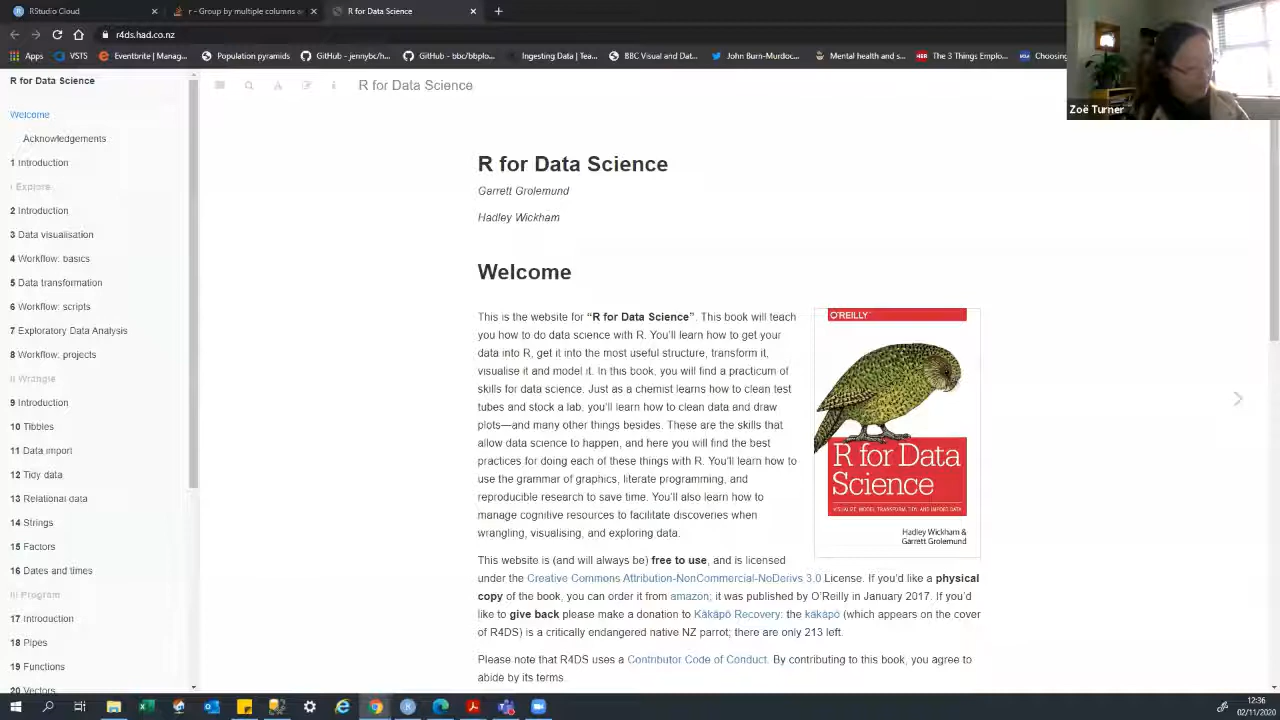 RStudio Cloud
r - Group by multiple columns
R for Data Science
r4ds.had.co.nz
Apps
VSTS
Eventbrite | Manag...
Population pyramids
GitHub - jennybc/h...
GitHub - bbc/bbplo...
Ingesting Data | Tea...
BBC Visual and Dat...
John Burn-Murdoc...
Mental health and s...
The 3 Things Emplo...
Choosing
Zoë Turner
R for Data Science
R for Data Science
Welcome
Acknowledgements
1 Introduction
I Explore
2 Introduction
3 Data visualisation
4 Workflow: basics
5 Data transformation
6 Workflow: scripts
7 Exploratory Data Analysis
8 Workflow: projects
II Wrangle
9 Introduction
10 Tibbles
11 Data import
12 Tidy data
13 Relational data
14 Strings
15 Factors
16 Dates and times
III Program
17 Introduction
18 Pipes
19 Functions
20 Vectors
R for Data Science
Garrett Grolemund
Hadley Wickham
Welcome
This is the website for “R for Data Science”. This book will teach
you how to do data science with R: You’ll learn how to get your
data into R, get it into the most useful structure, transform it,
visualise it and model it. In this book, you will find a practicum of
skills for data science. Just as a chemist learns how to clean test
tubes and stock a lab, you’ll learn how to clean data and draw
plots—and many other things besides. These are the skills that
allow data science to happen, and here you will find the best
practices for doing each of these things with R. You’ll learn how to
use the grammar of graphics, literate programming, and
reproducible research to save time. You’ll also learn how to
manage cognitive resources to facilitate discoveries when
wrangling, visualising, and exploring data.
O'REILLY
R for Data
Science
VISUALIZE, MODEL, TRANSFORM, TIDY, AND IMPORT DATA
Hadley Wickham &
Garrett Grolemund
This website is (and will always be) free to use, and is licensed
under the Creative Commons Attribution-NonCommercial-NoDerivs 3.0 License. If you’d like a physical
copy of the book, you can order it from amazon; it was published by O’Reilly in January 2017. If you’d
like to give back please make a donation to Kākāpō Recovery: the kākāpō (which appears on the cover
of R4DS) is a critically endangered native NZ parrot; there are only 213 left.
Please note that R4DS uses a Contributor Code of Conduct. By contributing to this book, you agree to
abide by its terms.
12:36
02/11/2020